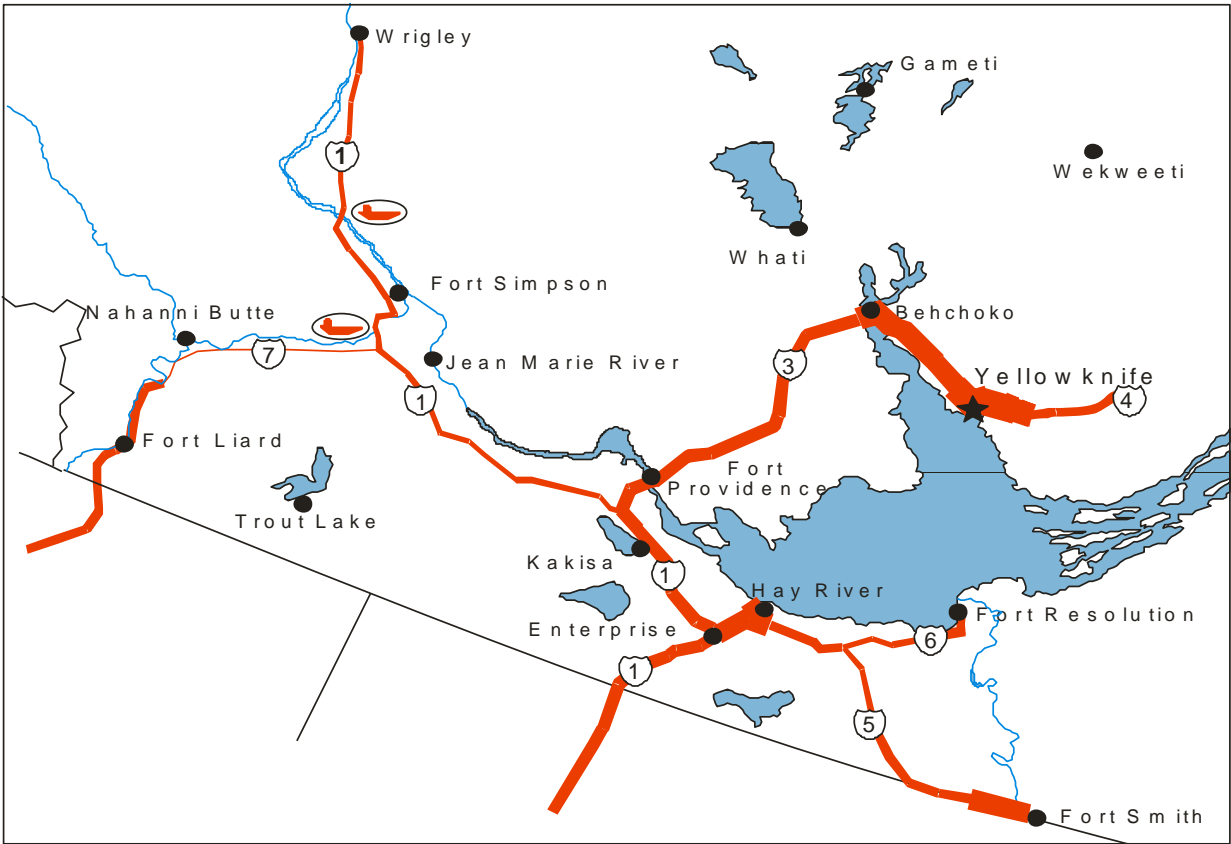 Wrigley
Gameti
1
Wekweeti
Whati
Fort Simpson
Nahanni Butte
Behchoko
7
Jean Marie River
3
Yellowknife
1
4
Fort Liard
Fort
Providence
Trout Lake
Kakisa
1
Hay River
Enterprise
Fort Resolution
6
1
5
Fort Smith